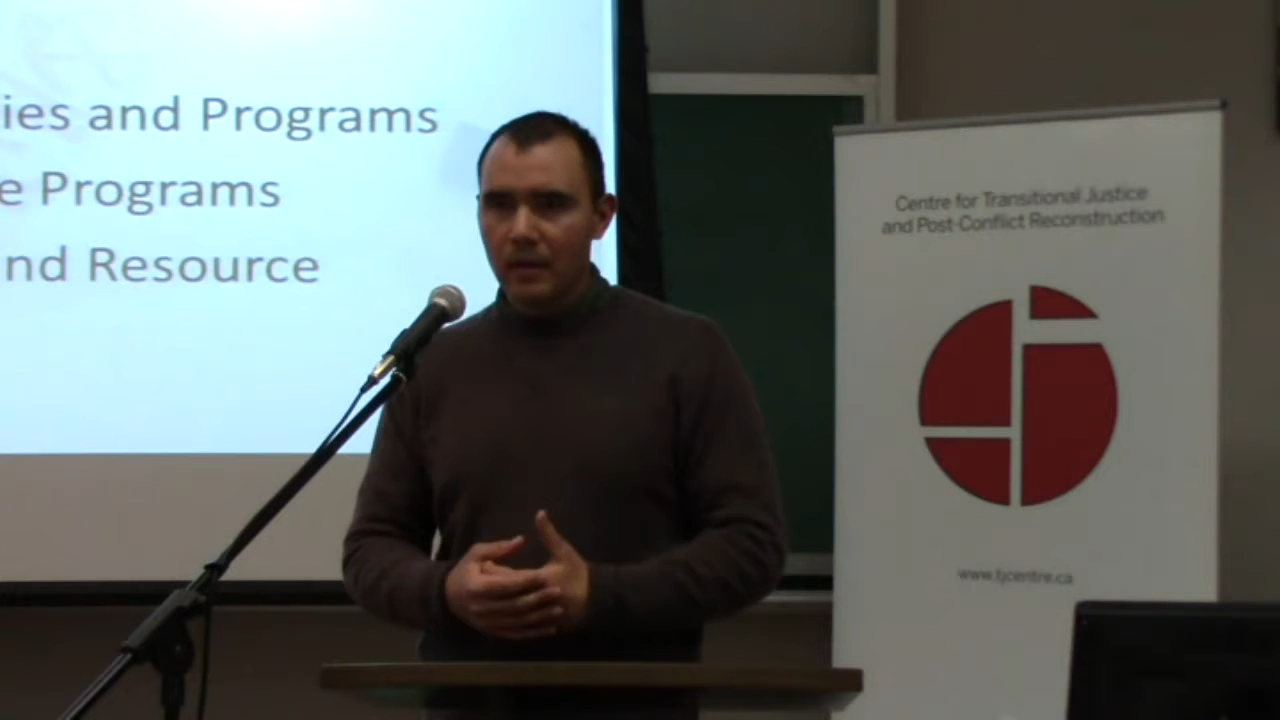 ies and Programs
e Programs
nd Resource
Centre for Transitional Justice
and Post-Conflict Reconstruction
www.tjcentre.ca